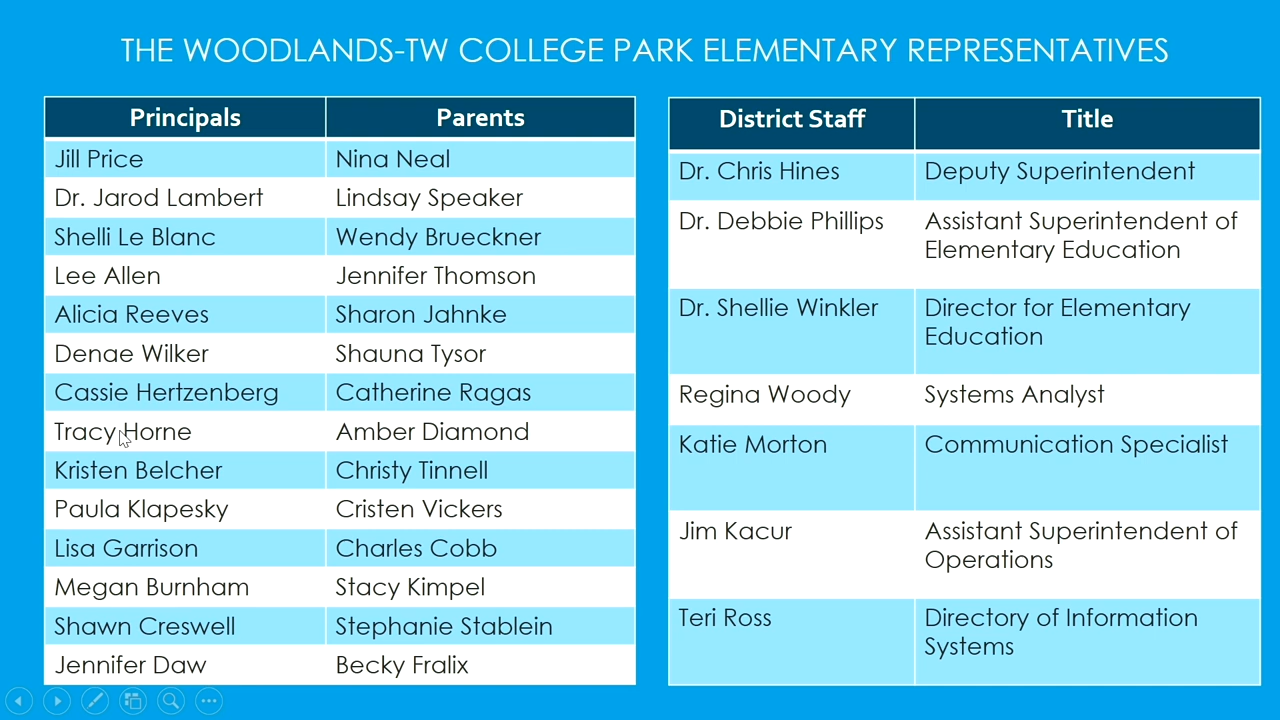 THE WOODLANDS-TW COLLEGE PARK ELEMENTARY REPRESENTATIVES
Principals Parents
Jill Price Nina Neal
Dr. Jarod Lambert Lindsay Speaker
Shelli Le Blanc Wendy Brueckner
Lee Allen Jennifer Thomson
Alicia Reeves Sharon Jahnke
Denae Wilker Shauna Tysor
Cassie Hertzenberg Catherine Ragas
Tracy Horne Amber Diamond
Kristen Belcher Christy Tinnell
Paula Klapesky Cristen Vickers
Lisa Garrison Charles Cobb
Megan Burnham Stacy Kimpel
Shawn Creswell Stephanie Stablein
Jennifer Daw Becky Fralix
District Staff Title
Dr. Chris Hines Deputy Superintendent
Dr. Debbie Phillips Assistant Superintendent of
Elementary Education
Dr. Shellie Winkler Director for Elementary
Education
Regina Woody Systems Analyst
Katie Morton Communication Specialist
Jim Kacur Assistant Superintendent of
Operations
Teri Ross Directory of Information
Systems